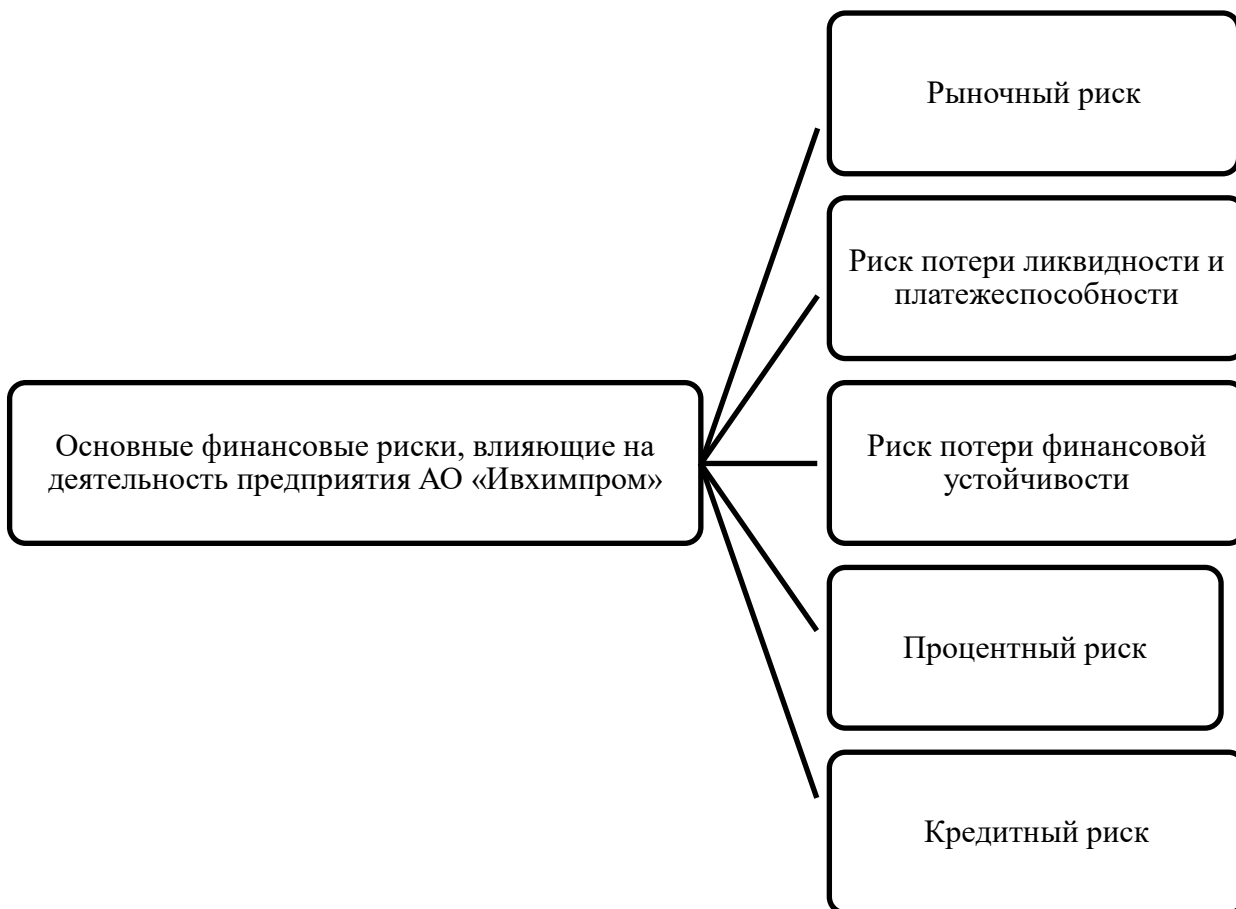 Рыночный риск
Риск потери ликвидности и
платежеспособности
Основные финансовые риски, влияющие на
деятельность предприятия АО «Ивхимпром»
Риск потери финансовой
устойчивости
Процентный риск
Кредитный риск